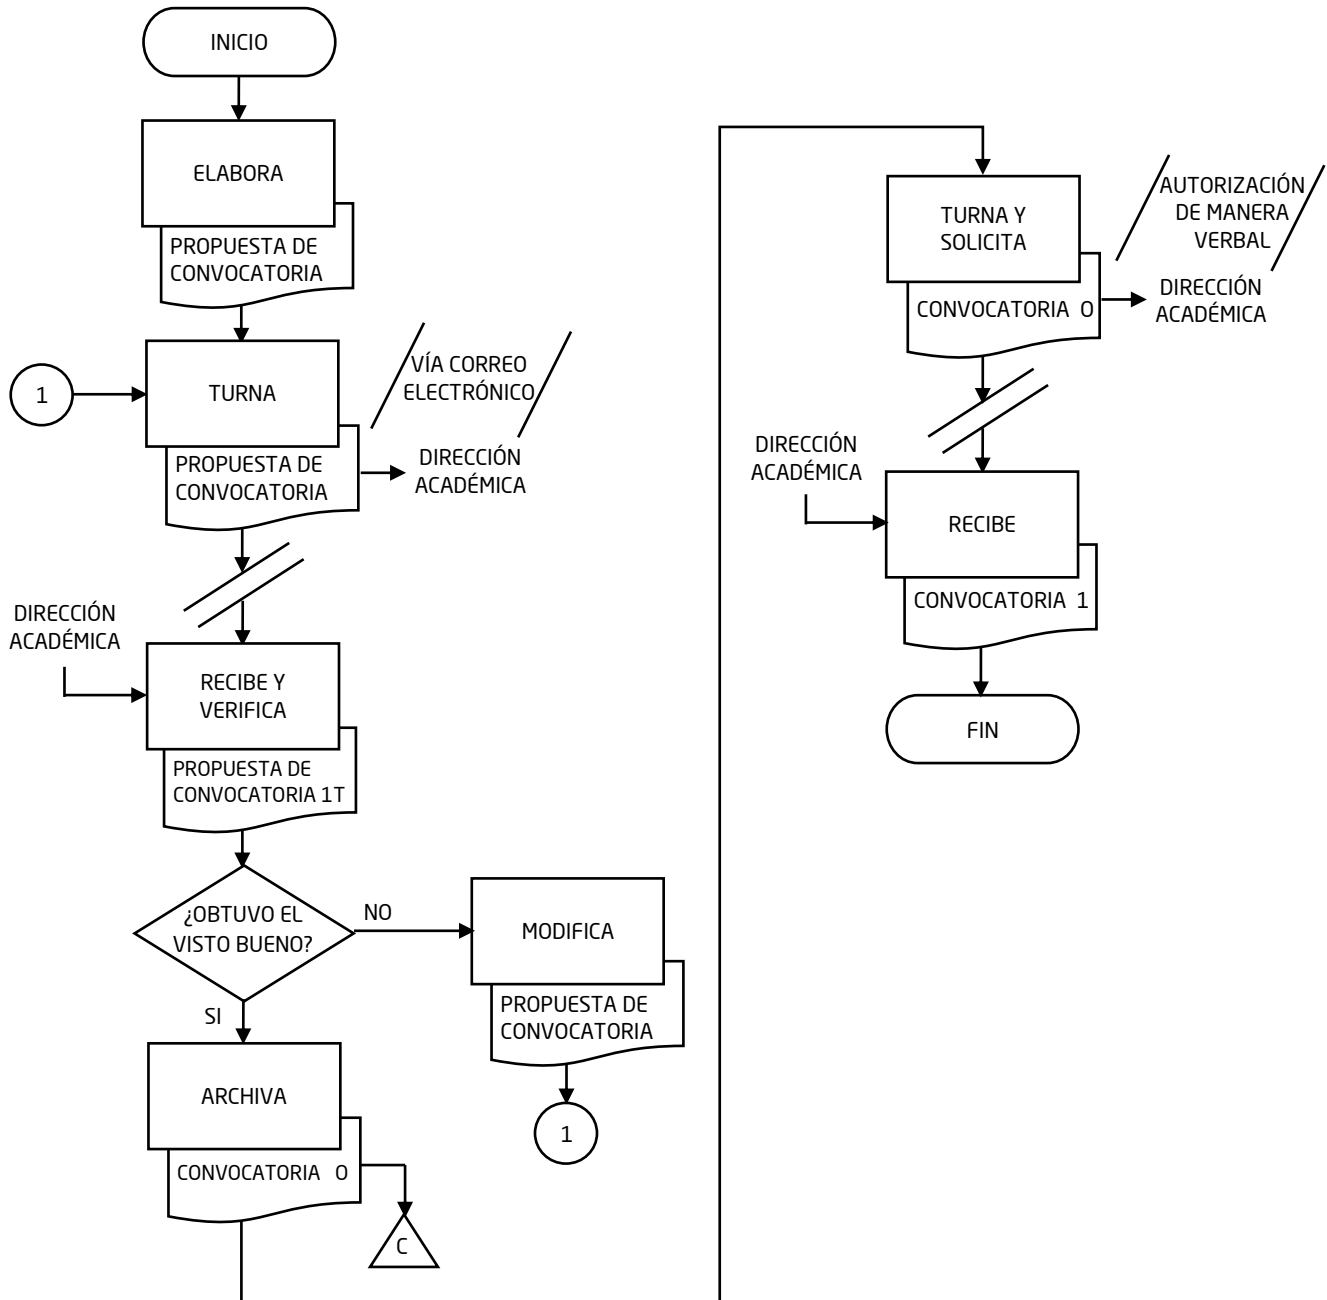 INICIO
ELABORA
PROPUESTA DE
CONVOCATORIA
1
TURNA
VÍA CORREO
ELECTRÓNICO
PROPUESTA DE
CONVOCATORIA
DIRECCIÓN
ACADÉMICA
DIRECCIÓN
ACADÉMICA
RECIBE Y
VERIFICA
PROPUESTA DE
CONVOCATORIA 1T
¿OBTUVO EL
VISTO BUENO?
NO
MODIFICA
PROPUESTA DE
CONVOCATORIA
1
SI
ARCHIVA
CONVOCATORIA O
C
TURNA Y
SOLICITA
AUTORIZACIÓN
DE MANERA
VERBAL
CONVOCATORIA O
DIRECCIÓN
ACADÉMICA
DIRECCIÓN
ACADÉMICA
RECIBE
CONVOCATORIA 1
FIN